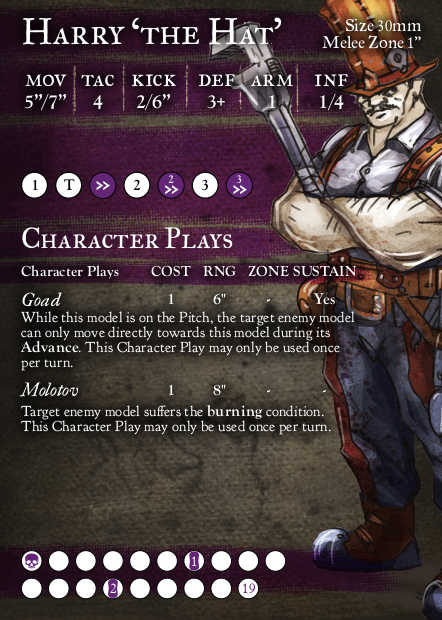 Harry ‘the Hat’
Size 30mm
Melee Zone 1”
MOV TAC KICK DEF ARM INF
5”/7” 4 2/6” 3+ 1 1/4
1 T >> 2 2 >> 3 3 >>
Character Plays
Character Plays COST RNG ZONE SUSTAIN
Goad 1 6" - Yes
While this model is on the Pitch, the target enemy model
can only move directly towards this model during its
Advance. This Character Play may only be used once
per turn.
Molotov 1 8" - -
Target enemy model suffers the burning condition.
This Character Play may only be used once per turn.
1
2 19